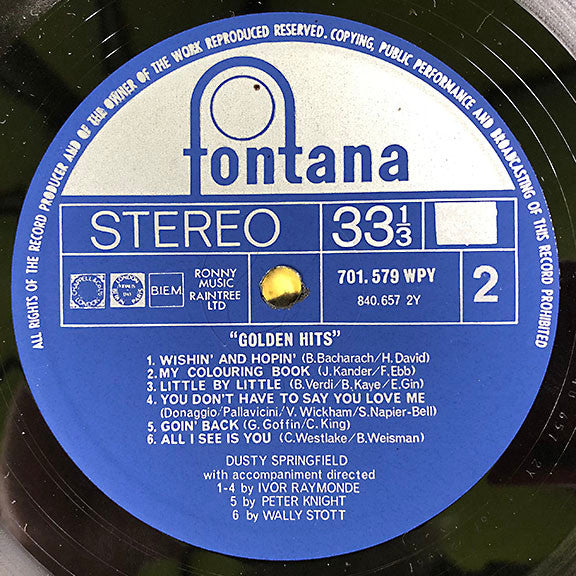 ALL RIGHTS OF THE RECORD PRODUCER AND OF THE OWNER OF THE WORK REPRODUCED RESERVED. COPYING, PUBLIC PERFORMANCE AND BROADCASTING OF THIS RECORD PROHIBITED
fontana
STEREO 33 1/3
B.I.E.M.
RONNY
MUSIC
RAINTREE
LTD
701.579 WPY
840.657 2Y
2
"GOLDEN HITS"
1. WISHIN' AND HOPIN' (B.Bacharach/H.David)
2. MY COLOURING BOOK (J.Kander/F.Ebb)
3. LITTLE BY LITTLE (B.Verdi/B.Kaye/E.Gin)
4. YOU DON'T HAVE TO SAY YOU LOVE ME
(Donaggio/Pallavicini/V.Wickham/S.Napier-Bell)
5. GOIN' BACK (G. Goffin/C. King)
6. ALL I SEE IS YOU (C.Westlake/B.Weisman)
DUSTY SPRINGFIELD
with accompaniment directed
1-4 by IVOR RAYMONDE
5 by PETER KNIGHT
6 by WALLY STOTT